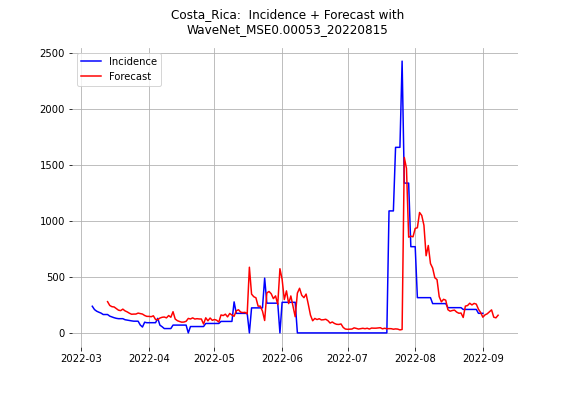 Costa_Rica:  Incidence + Forecast with
WaveNet_MSE0.00053_20220815
Incidence
Forecast
2500
2000
1500
1000
500
0
2022-03 2022-04 2022-05 2022-06 2022-07 2022-08 2022-09